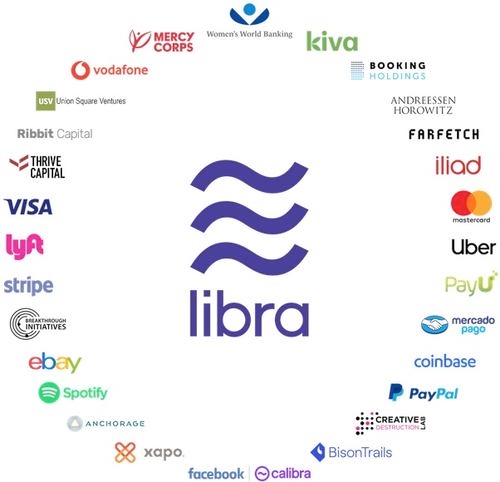 Women's World Banking
MERCY
CORPS
kiva
vodafone
BOOKING
HOLDINGS
USV Union Square Ventures
ANDREESSEN
HOROWITZ
Ribbit Capital
FARFETCH
THRIVE
CAPITAL
iliad
VISA
mastercard
lyft
Uber
stripe
PayU
BREAKTHROUGH
INITIATIVES
mercado
pago
ebay
coinbase
Spotify
PayPal
ANCHORAGE
CREATIVE
DESTRUCTION
LAB
xapo
BisonTrails
facebook
calibra
libra